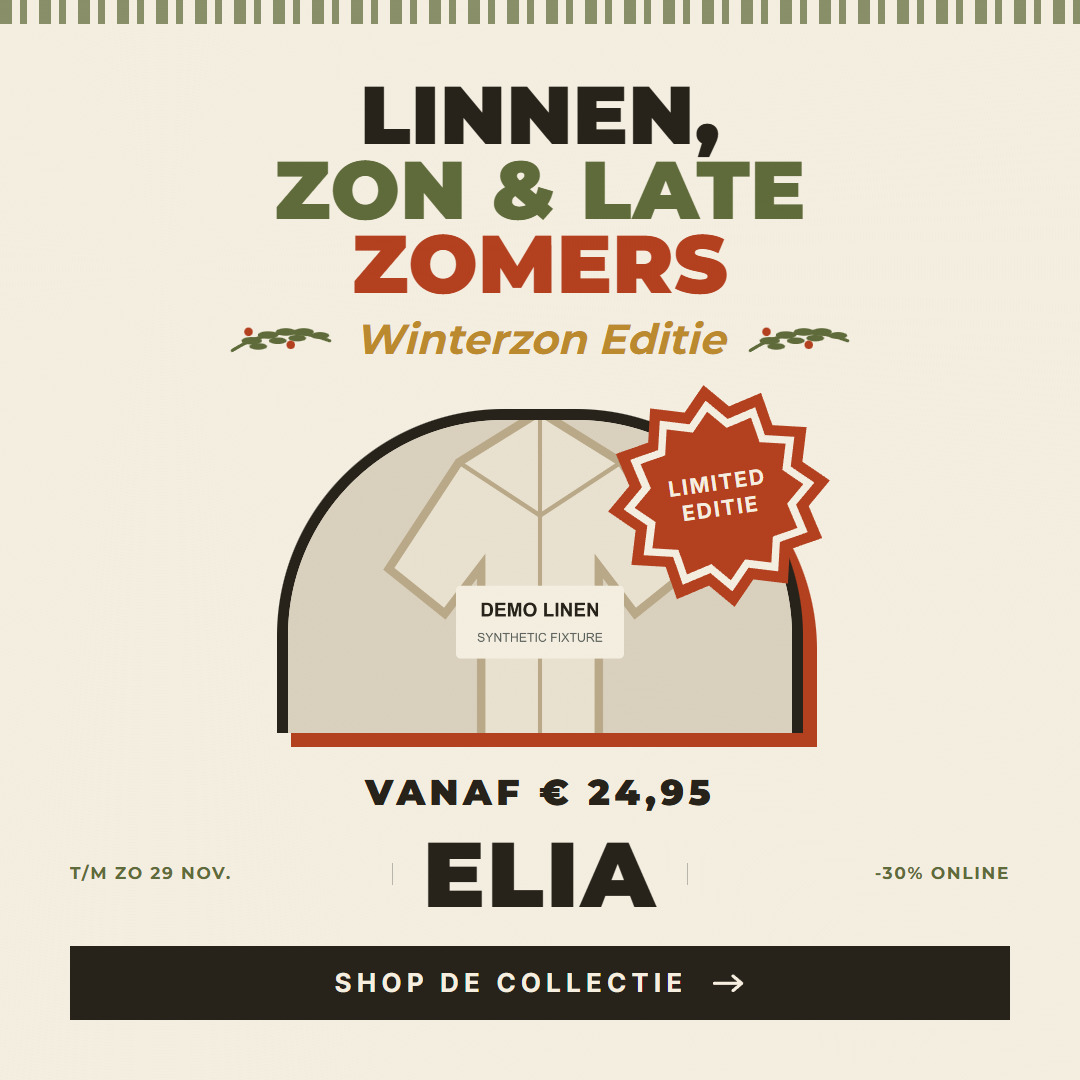 LINNEN,
ZON & LATE
ZOMERS
Winterzon Editie
LIMITED
EDITIE
DEMO LINEN
SYNTHETIC FIXTURE
VANAF € 24,95
T/M ZO 29 NOV.
ELIA
-30% ONLINE
SHOP DE COLLECTIE →